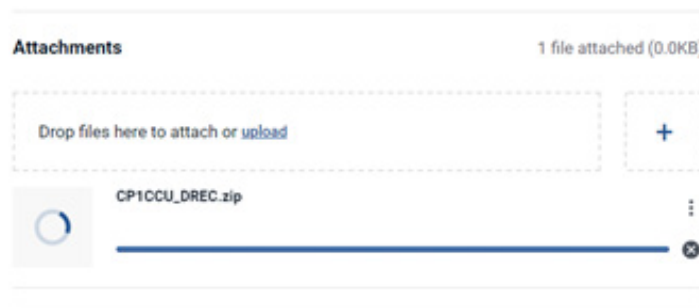 Attachments
1 file attached (0.0KB)
Drop files here to attach or upload
+
CP1CCU_DREC.zip